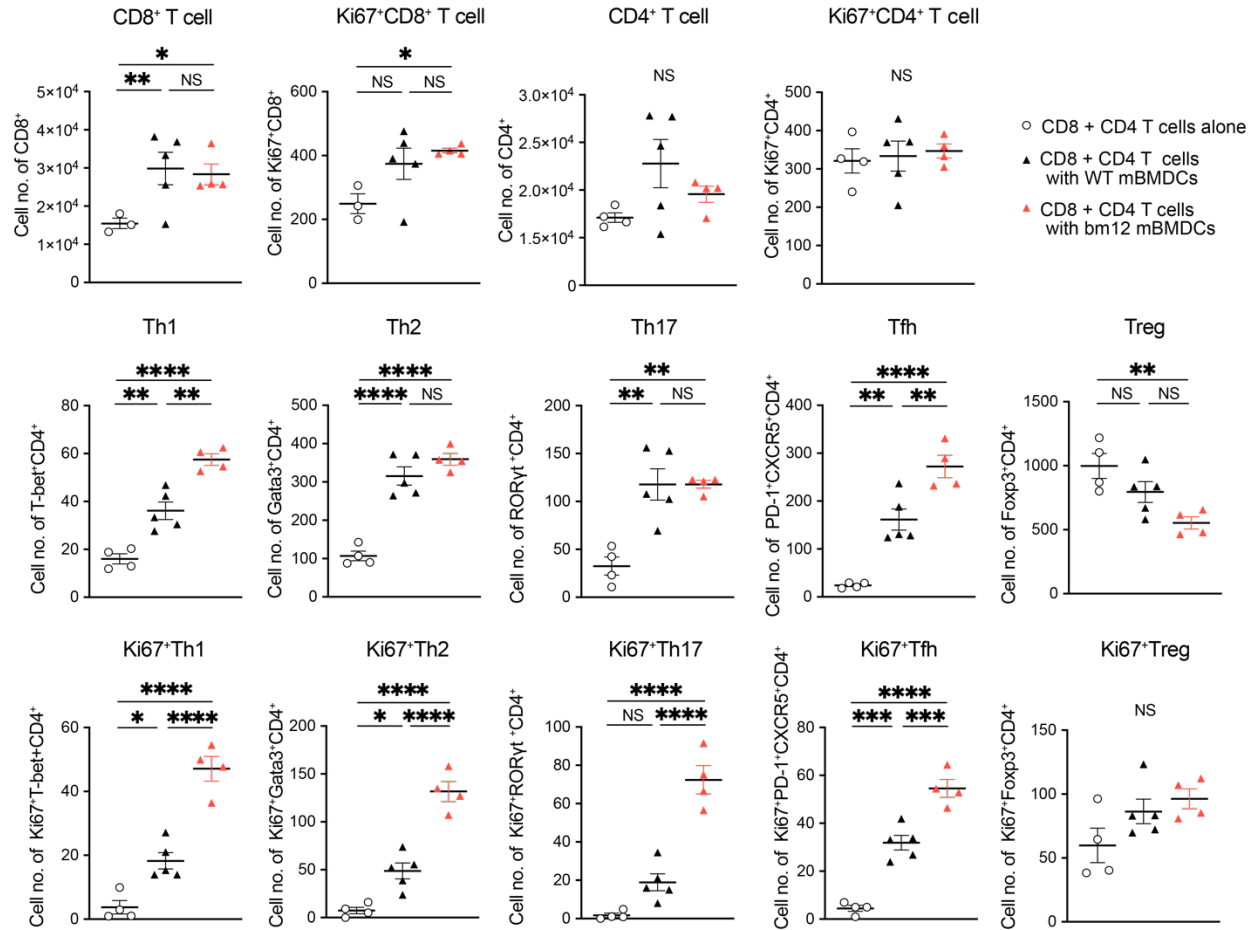 CD8⁺ T cell
Ki67⁺CD8⁺ T cell
CD4⁺ T cell
Ki67⁺CD4⁺ T cell
*
** NS
Cell no. of CD8⁺
5×10⁴
4×10⁴
3×10⁴
2×10⁴
1×10⁴
0
*
NS NS
Cell no. of Ki67⁺CD8⁺
600
400
200
0
NS
Cell no. of CD4⁺
3.0×10⁴
2.5×10⁴
2.0×10⁴
1.5×10⁴
0
NS
Cell no. of Ki67⁺CD4⁺
500
400
300
200
100
0
CD8 + CD4 T cells alone
CD8 + CD4 T cells
with WT mBMDCs
CD8 + CD4 T cells
with bm12 mBMDCs
Th1
Th2
Th17
Tfh
Treg
****
** **
Cell no. of T-bet⁺CD4⁺
80
60
40
20
0
****
**** NS
Cell no. of Gata3⁺CD4⁺
500
400
300
200
100
0
**
** NS
Cell no. of RORγt ⁺CD4⁺
200
150
100
50
0
****
** **
Cell no. of PD-1⁺CXCR5⁺CD4⁺
400
300
200
100
0
**
NS NS
Cell no. of Foxp3⁺CD4⁺
1500
1000
500
0
Ki67⁺Th1
Ki67⁺Th2
Ki67⁺Th17
Ki67⁺Tfh
Ki67⁺Treg
****
* ****
Cell no. of Ki67⁺T-bet+CD4⁺
60
40
20
0
****
* ****
Cell no. of Ki67⁺Gata3⁺CD4⁺
200
150
100
50
0
****
NS ****
Cell no. of Ki67⁺RORγt ⁺CD4⁺
100
80
60
40
20
0
****
*** ***
Cell no. of Ki67⁺PD-1⁺CXCR5⁺CD4⁺
80
60
40
20
0
NS
Cell no. of Ki67⁺Foxp3⁺CD4⁺
150
100
50
0